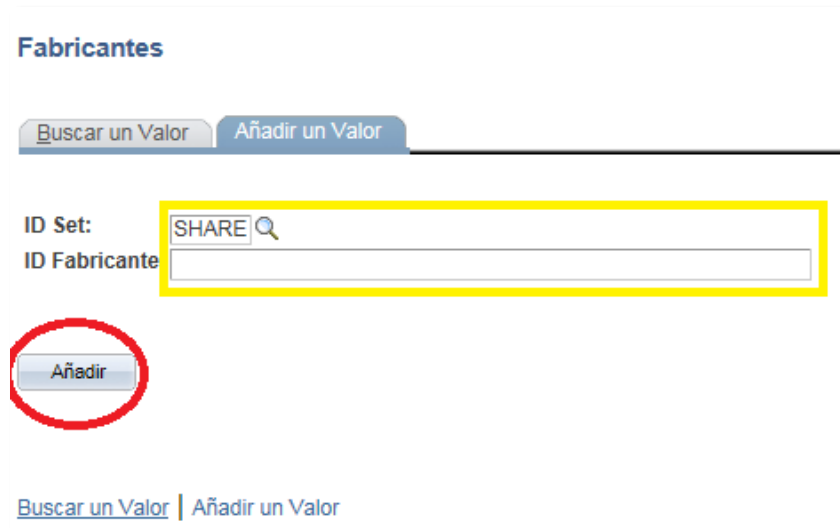 Fabricantes
Buscar un Valor Añadir un Valor
ID Set: SHARE
ID Fabricante
Añadir
Buscar un Valor | Añadir un Valor